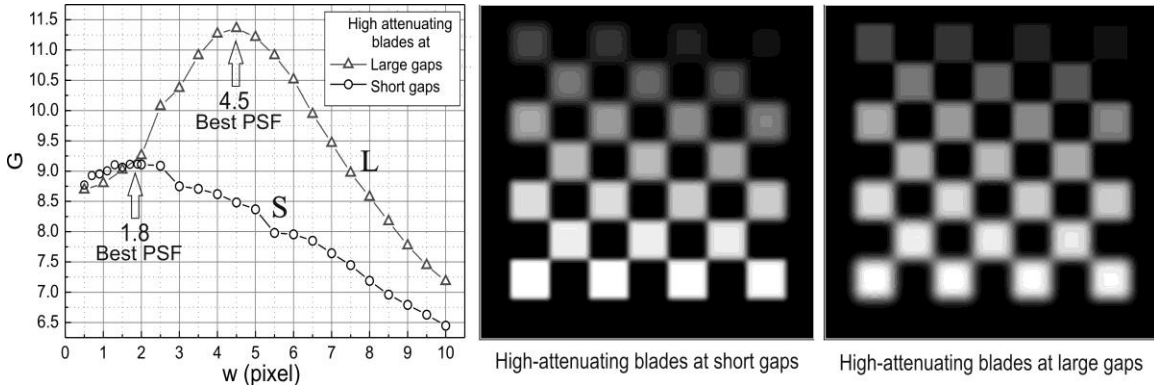 11.5
11.0
10.5
10.0
9.5
9.0
8.5
8.0
7.5
7.0
6.5
G
High attenuating
blades at
Large gaps
Short gaps
4.5
Best PSF
L
S
1.8
Best PSF
0 1 2 3 4 5 6 7 8 9 10
w (pixel)
High-attenuating blades at short gaps
High-attenuating blades at large gaps